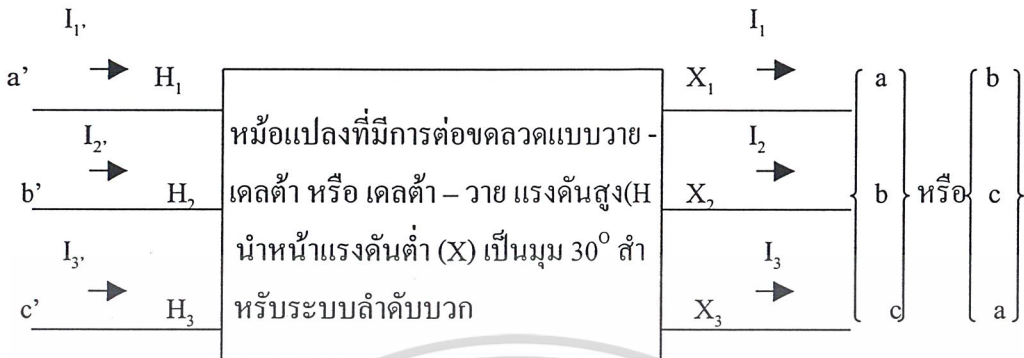 I1' I1
a' H1 X1 a b
หม้อแปลงที่มีการต่อขดลวดแบบวาย -
I2' I2
b' H2 เดลต้า หรือ เดลต้า – วาย แรงดันสูง(H X2 b หรือ c
นำหน้าแรงดันต่ำ (X) เป็นมุม 30O สำ
I3' I3
c' H3 หรับระบบลำดับบวก X3 c a